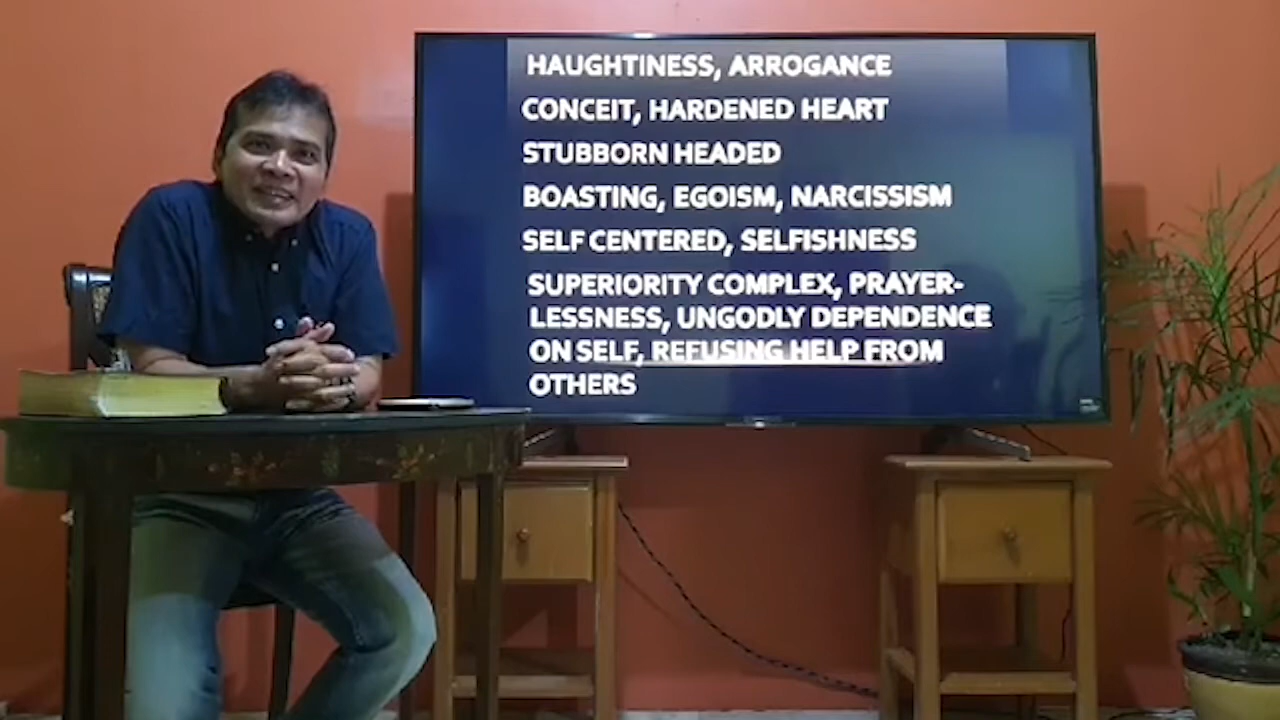 HAUGHTINESS, ARROGANCE
CONCEIT, HARDENED HEART
STUBBORN HEADED
BOASTING, EGOISM, NARCISSISM
SELF CENTERED, SELFISHNESS
SUPERIORITY COMPLEX, PRAYER-
LESSNESS, UNGODLY DEPENDENCE
ON SELF, REFUSING HELP FROM
OTHERS